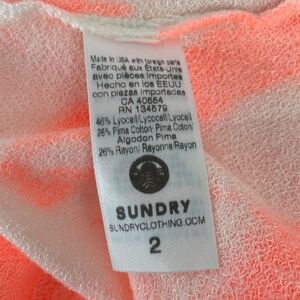 Made in USA with foreign parts
Fabriqué aux États-Unis
avec pièces importes
Hecho en los EEUU
con piezas importadas
CA 40554
RN 134579
46% Lyocell/Lyocell/Lyocell
28% Pima Cotton/ Pima Coton/
Algodon Pima
26% Rayon/ Rayonne/Rayon
SUNDRY
SUNDRYCLOTHING.COM
2